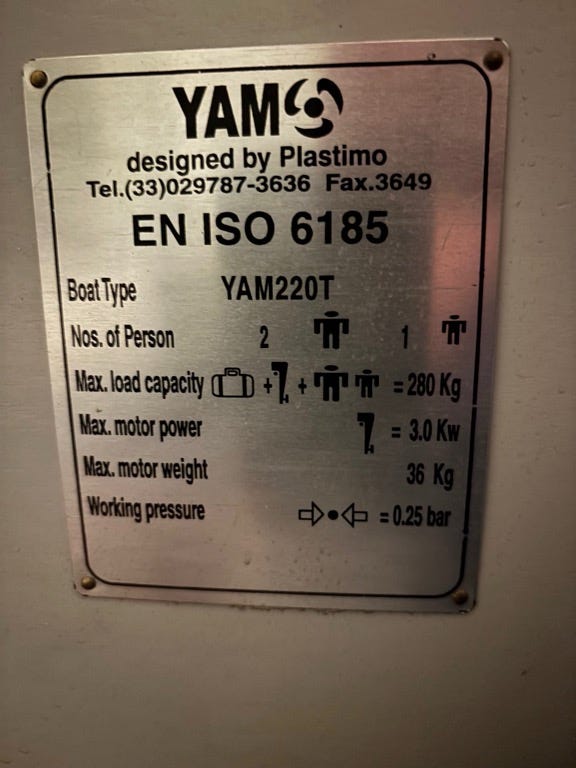 YAM
designed by Plastimo
Tel.(33)029787-3636 Fax.3649
EN ISO 6185
Boat Type YAM220T
Nos. of Person 2 1
Max. load capacity + + = 280 Kg
Max. motor power = 3.0 Kw
Max. motor weight 36 Kg
Working pressure = 0.25 bar